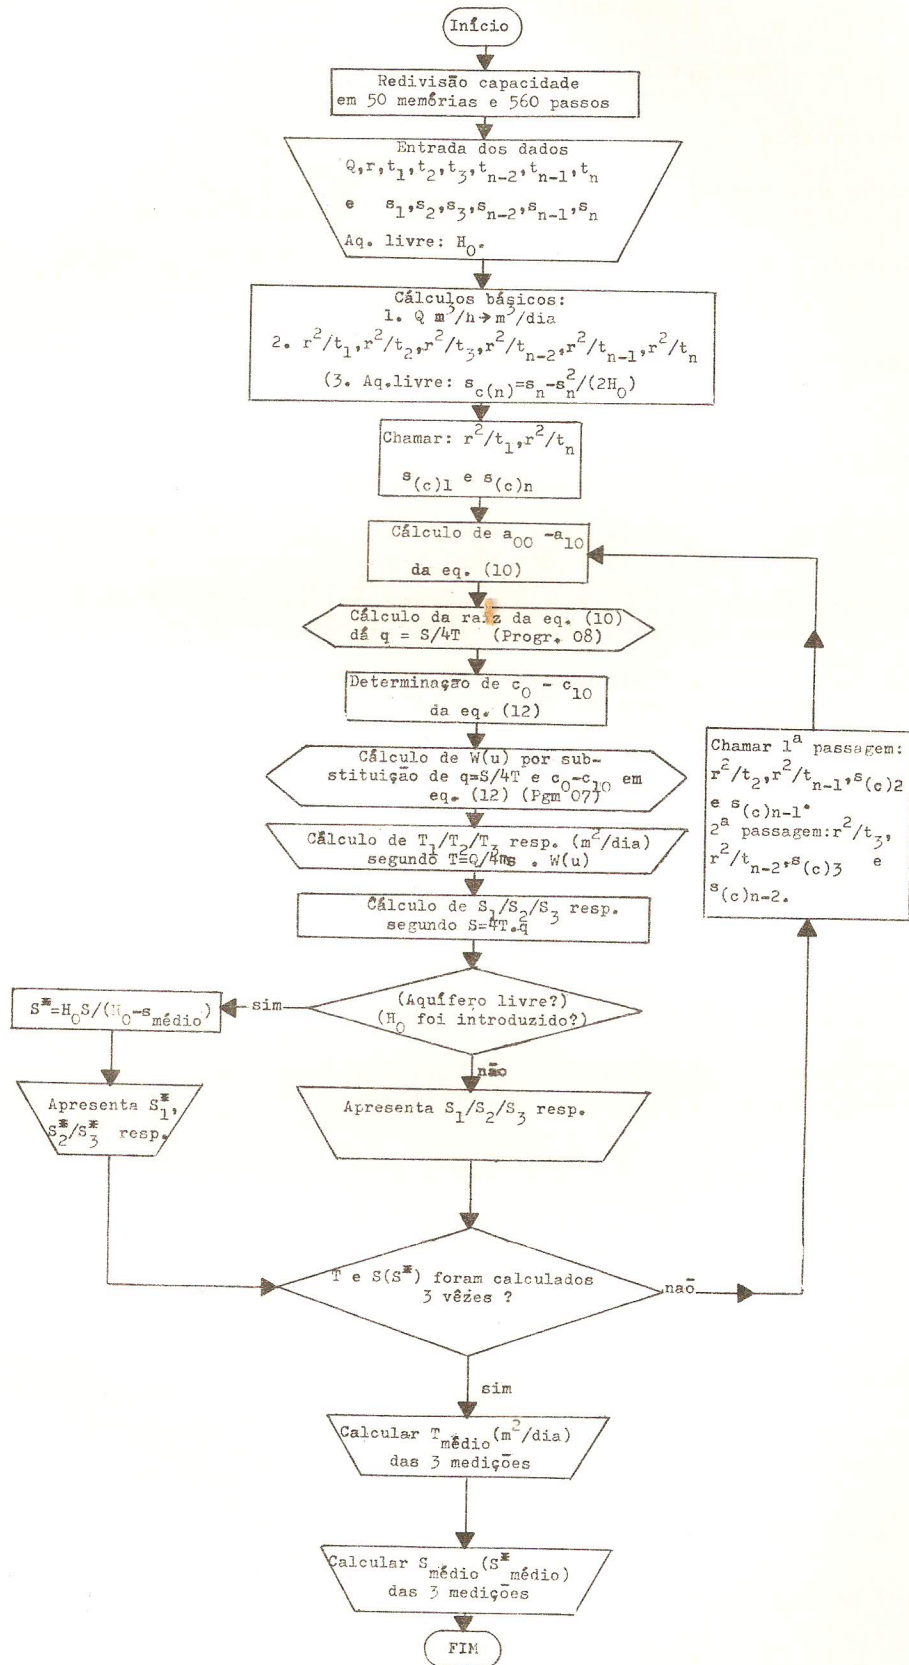 Início
Redivisão capacidade
em 50 memórias e 560 passos
Entrada dos dados
Q,r,t₁,t₂,t₃,tₙ₋₂,tₙ₋₁,tₙ
e s₁,s₂,s₃,sₙ₋₂,sₙ₋₁,sₙ
Aq. livre: H₀.
Cálculos básicos:
1. Q m³/h→m³/dia
2. r²/t₁,r²/t₂,r²/t₃,r²/tₙ₋₂,r²/tₙ₋₁,r²/tₙ
(3. Aq.livre: s_c(n)=sₙ-sₙ²/(2H₀)
Chamar: r²/t₁,r²/tₙ
s₍c₎₁ e s₍c₎ₙ
Cálculo de a₀₀ -a₁₀
da eq. (10)
Cálculo da raíz da eq. (10)
dá q = S/4T (Progr. 08)
Determinação de c₀ - c₁₀
da eq. (12)
Cálculo de W(u) por sub-
stituição de q=S/4T e c₀-c₁₀ em
eq. (12) (Pgm 07)
Cálculo de T₁/T₂/T₃ resp. (m²/dia)
segundo T=Q/4πs . W(u)
Cálculo de S₁/S₂/S₃ resp.
segundo S=4T.q
(Aquífero livre?)
(H₀ foi introduzido?)
sim
S*=H₀S/(H₀-s_médio)
não
Apresenta S₁*,
S₂*/S₃* resp.
Apresenta S₁/S₂/S₃ resp.
T e S(S*) foram calculados
3 vêzes ?
naõ
Chamar 1ª passagem:
r²/t₂,r²/tₙ₋₁,s₍c₎₂
e s₍c₎ₙ₋₁.
2ª passagem:r²/t₃,
r²/tₙ₋₂,s₍c₎₃ e
s₍c₎ₙ₋₂.
sim
Calcular T_médio(m²/dia)
das 3 medições
Calcular S_médio(S*_médio)
das 3 medições
FIM